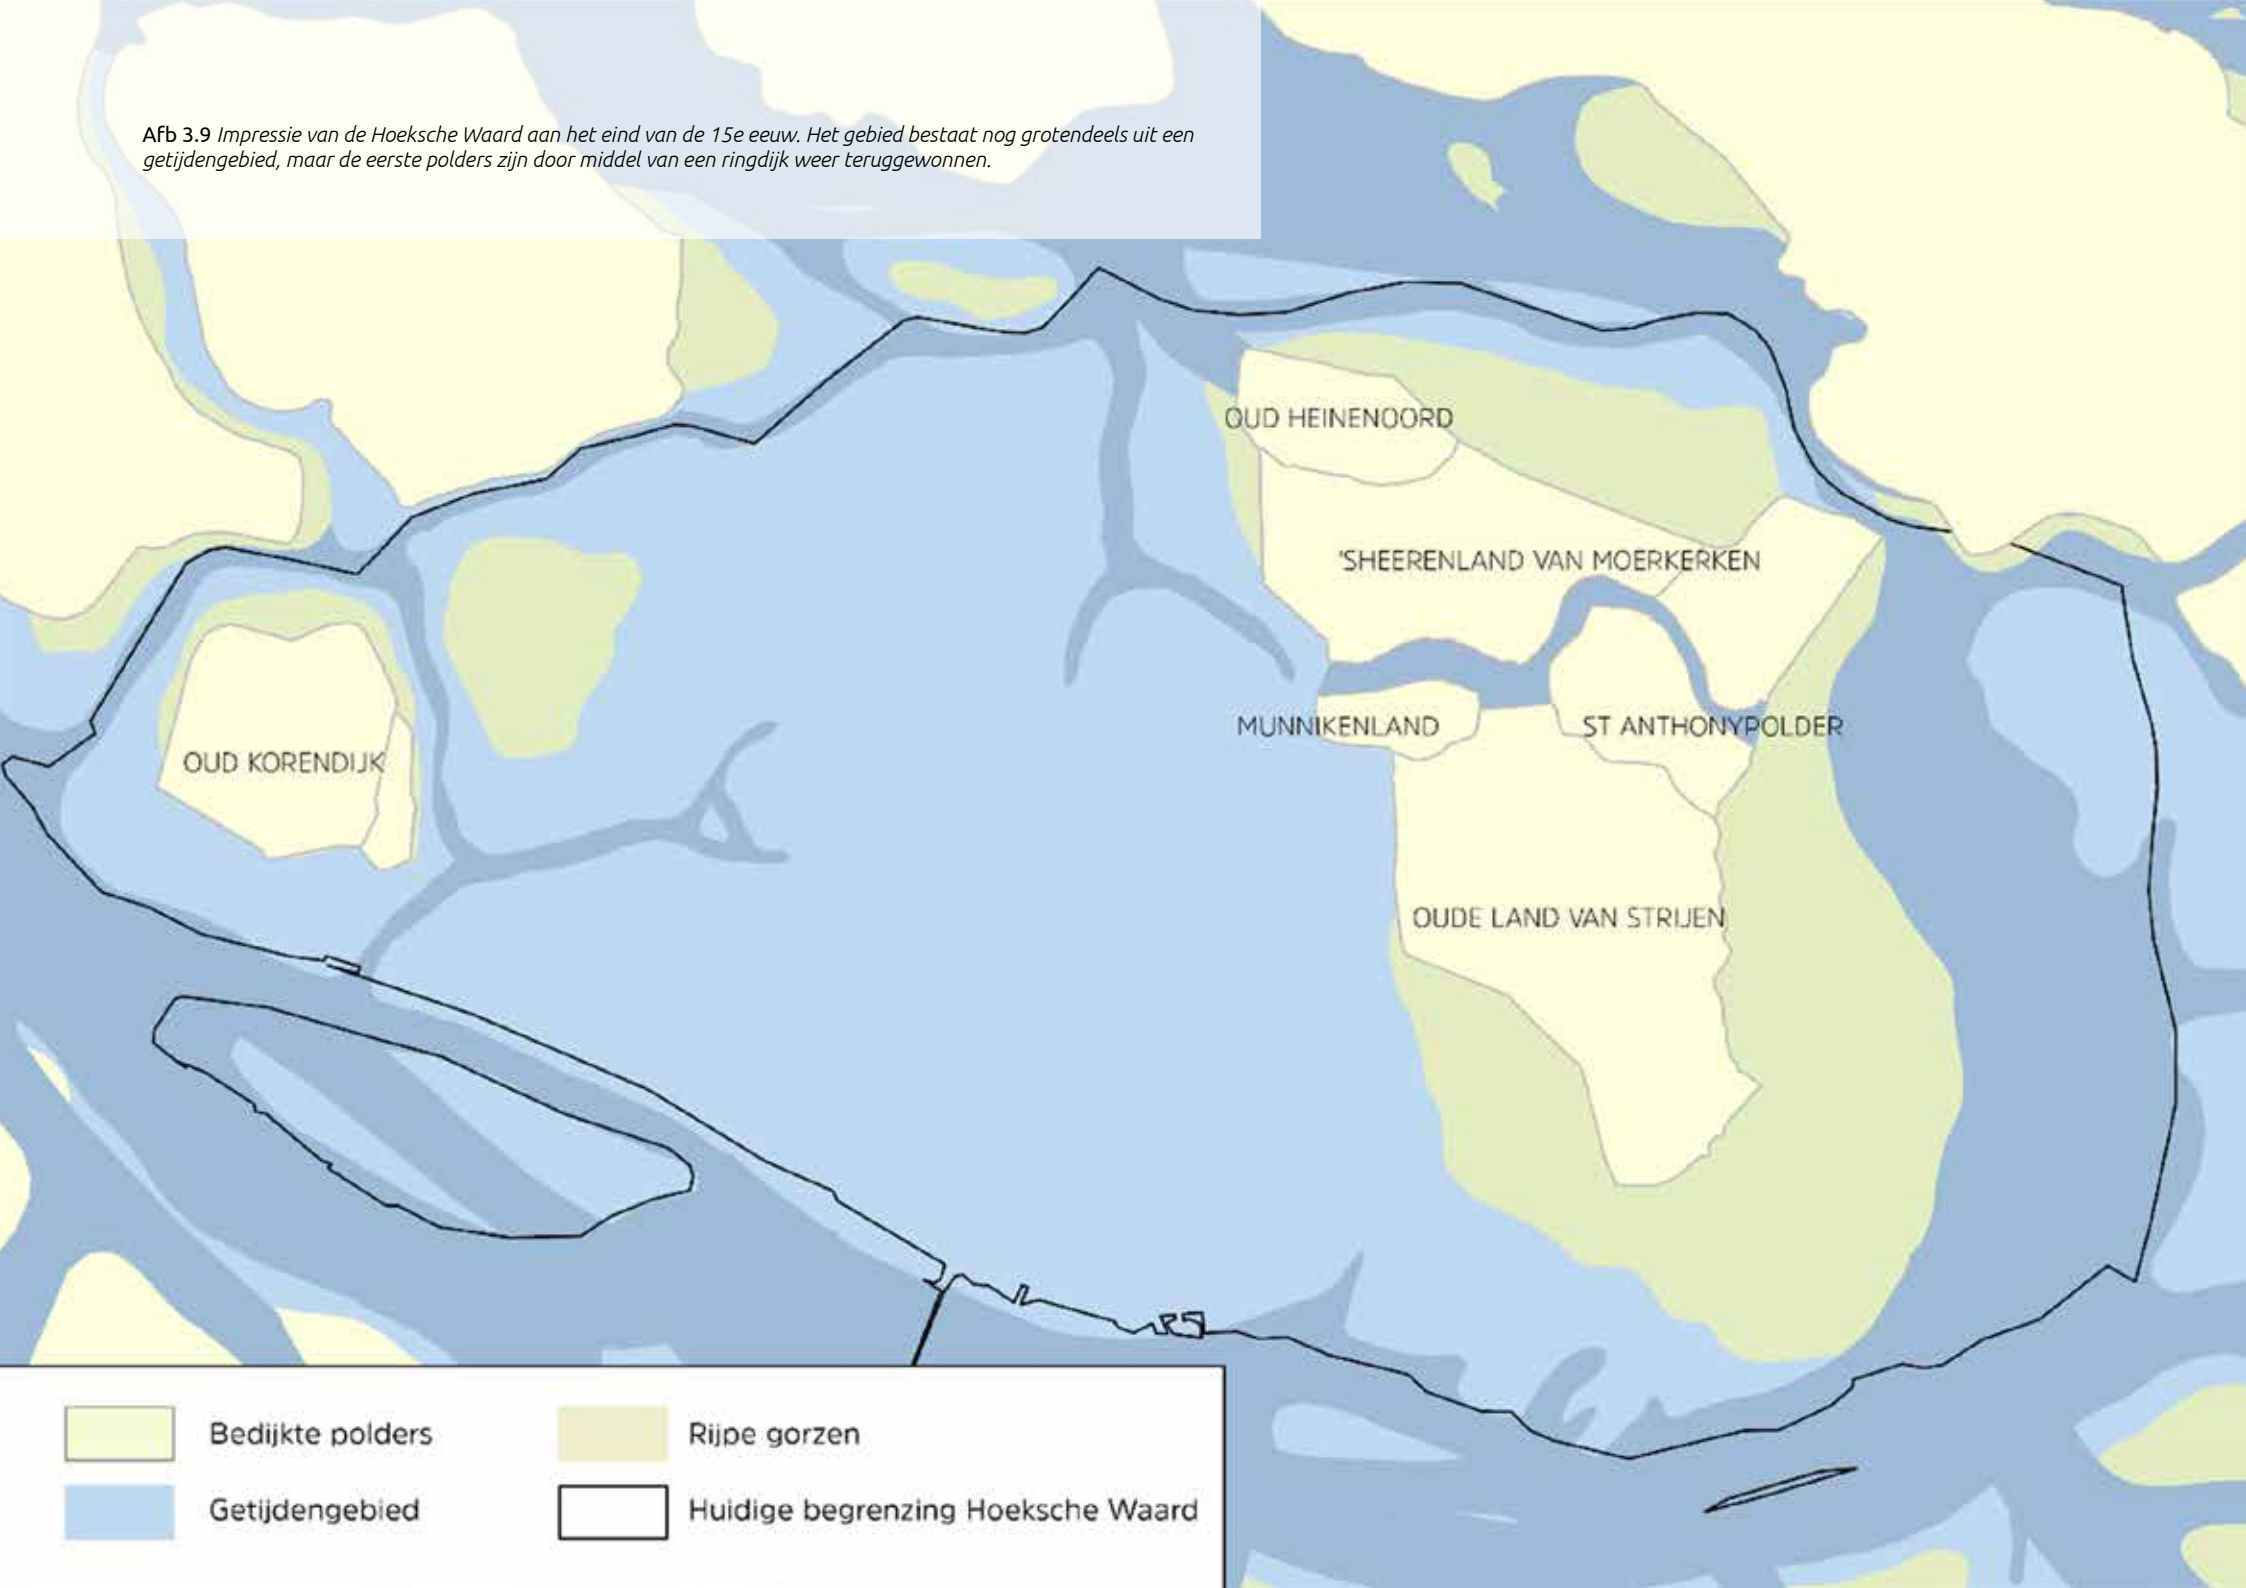 Afb 3.9 Impressie van de Hoeksche Waard aan het eind van de 15e eeuw. Het gebied bestaat nog grotendeels uit een
getijdengebied, maar de eerste polders zijn door middel van een ringdijk weer teruggewonnen.
OUD HEINENOORD
'SHEERENLAND VAN MOERKERKEN
MUNNIKENLAND
ST ANTHONYPOLDER
OUD KORENDIJK
OUDE LAND VAN STRIJEN
Bedijkte polders
Rijpe gorzen
Getijdengebied
Huidige begrenzing Hoeksche Waard